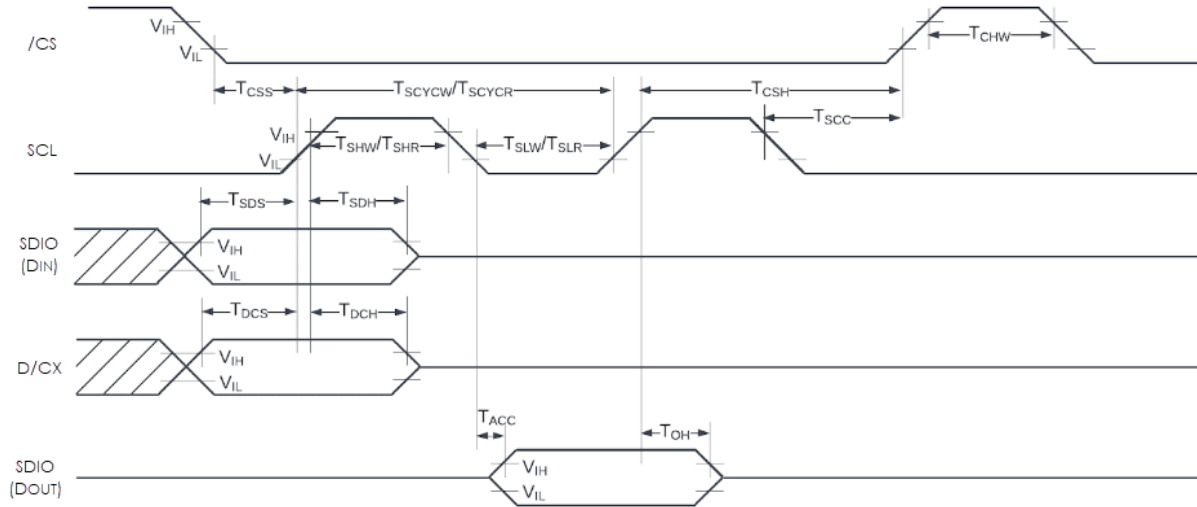 /CS
VIH
VIL
TCHW
TCSS
TSCYCW/TSCYCR
TCSH
TSCC
SCL
VIH
VIL
TSHW/TSHR
TSLW/TSLR
TSDS
TSDH
SDIO
(DIN)
VIH
VIL
TDCS
TDCH
D/CX
VIH
VIL
TACC
TOH
SDIO
(DOUT)
VIH
VIL